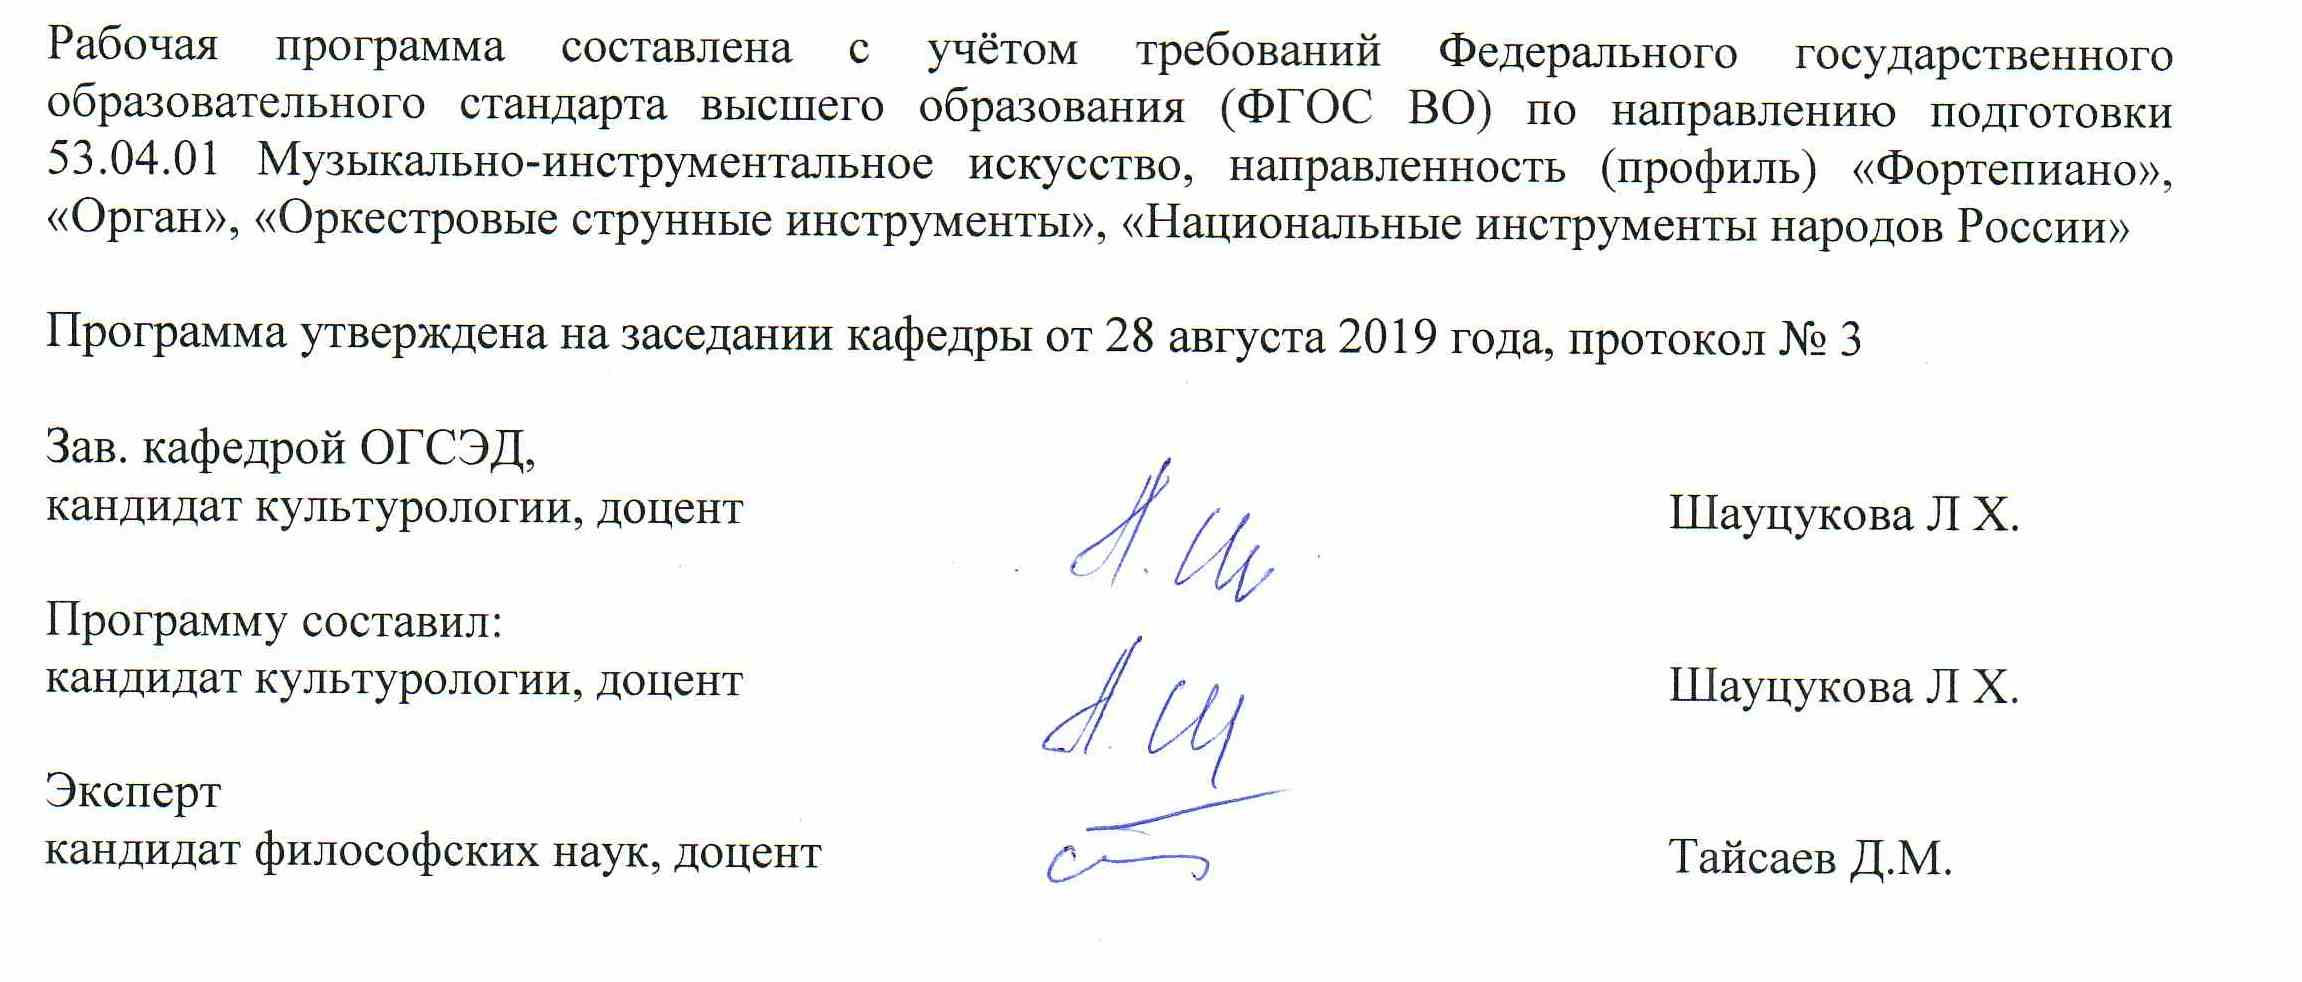 Рабочая программа составлена с учётом требований Федерального государственного
образовательного стандарта высшего образования (ФГОС ВО) по направлению подготовки
53.04.01 Музыкально-инструментальное искусство, направленность (профиль) «Фортепиано»,
«Орган», «Оркестровые струнные инструменты», «Национальные инструменты народов России»
Программа утверждена на заседании кафедры от 28 августа 2019 года, протокол № 3
Зав. кафедрой ОГСЭД,
кандидат культурологии, доцент Шауцукова Л Х.
Программу составил:
кандидат культурологии, доцент Шауцукова Л Х.
Эксперт
кандидат философских наук, доцент Тайсаев Д.М.